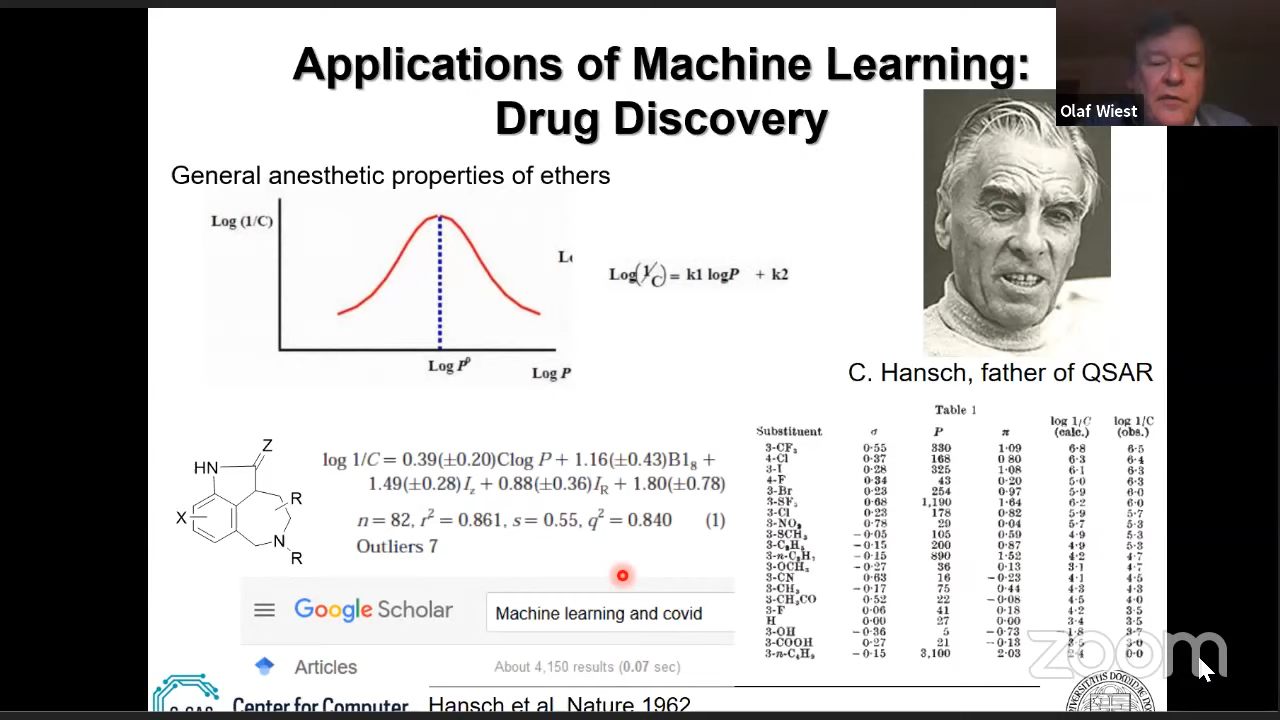 Applications of Machine Learning:
Drug Discovery
Olaf Wiest
General anesthetic properties of ethers
Log (1/C)
Log P⁰
Log P
Log(1/C) = k1 logP + k2
C. Hansch, father of QSAR
HN
Z
X
R
N
R
log 1/C = 0.39(±0.20)Clog P + 1.16(±0.43)B1₈ +
1.49(±0.28) I_z + 0.88(±0.36) I_R + 1.80(±0.78)
n = 82, r² = 0.861, s = 0.55, q² = 0.840 (1)
Outliers 7
Table 1
Substituent σ P π log 1/C (calc.) log 1/C (obs.)
3-CF₃ 0·55 330 1·09 6·8 6·5
4-Cl 0·37 168 0 80 6·3 6·4
3-I 0·28 325 1·08 6·1 6·3
4-F 0·34 43 0·20 5·0 6·3
3-Br 0·23 254 0·97 5·9 6·0
3-SF₅ 0·68 1,190 1·64 6·2 6·0
3-Cl 0·23 178 0·82 5·9 5·7
3-NO₂ 0·78 29 0·04 5·7 5·3
3-SCH₃ −0·05 105 0·59 4·9 5·3
−0·15 200 0·87 4·9 5·3
−0·15 890 1·52 4·2 4·7
3-OCH₃ −0·27 36 0·13 3·1 4·7
3-CN 0·63 16 −0·23 4·1 4·5
3-CH₃ −0·17 75 0·44 4·3 4·3
3-CH₃CO 0·52 22 −0·08 4·5 4·0
3-F 0·06 41 0·18 4·2 3·5
H 0·00 27 0·00 3·4 3·5
3-OH −0·36 5 −0·73 −1·8 3·7
3-COOH 0·27 21 −0·13 3·5 3·0
3-n-C₄H₉ −0·15 3,100 2·03 2·4 0·0
Google Scholar
Machine learning and covid
Articles
About 4,150 results (0.07 sec)
zoom
Center for Computer
Hansch et al, Nature 1962